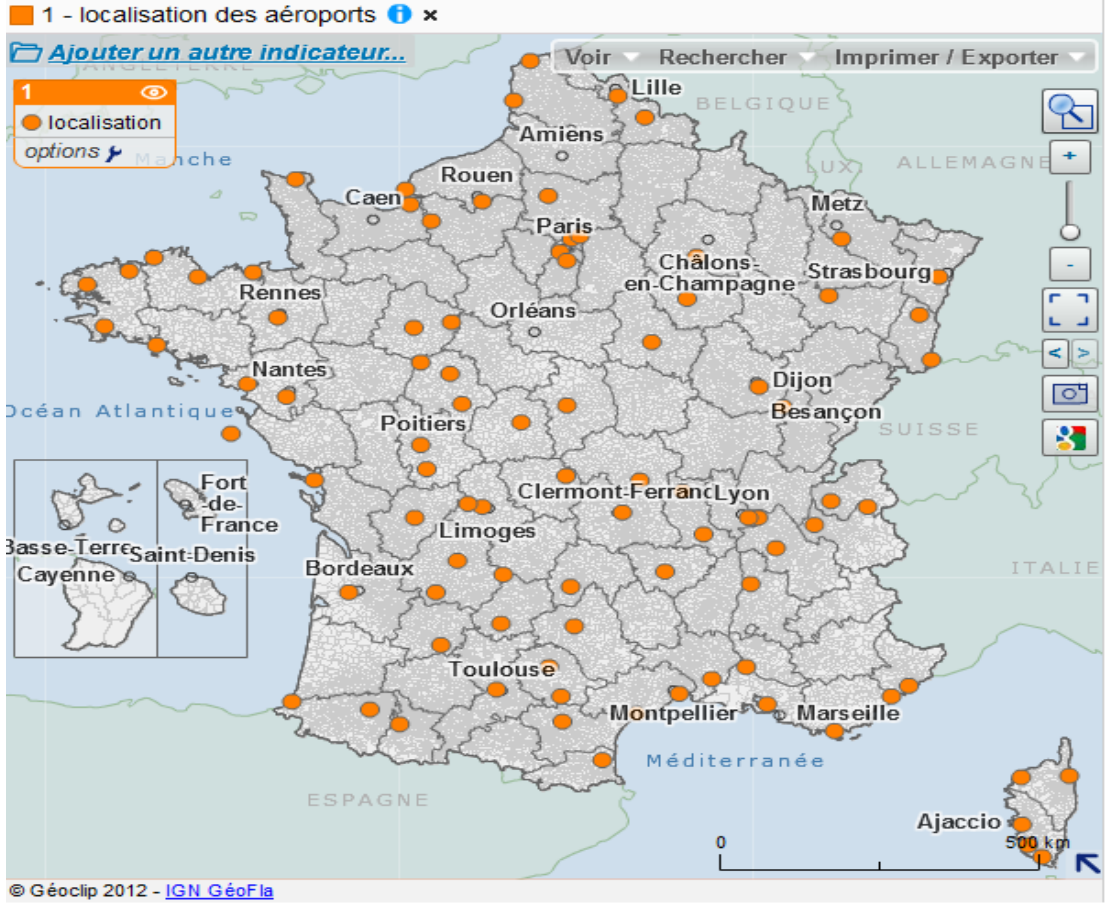 1 - localisation des aéroports i ×
Ajouter un autre indicateur...
Voir Rechercher Imprimer / Exporter
ANGLETERRE
1
localisation
options
Manche
Lille
BELGIQUE
Amiens
LUX
ALLEMAGNE
+
Rouen
Caen
Metz
Paris
Châlons-
en-Champagne
Strasbourg
-
Rennes
Orléans
< >
Nantes
Dijon
Océan Atlantique
Besançon
Poitiers
SUISSE
Fort
-de-
France
Clermont-Ferrand
Lyon
Limoges
Basse-Terre
Saint-Denis
Cayenne
Bordeaux
ITALIE
Toulouse
Montpellier
Marseille
Méditerranée
ESPAGNE
Ajaccio
0
500 km
© Géoclip 2012 - IGN GéoFla